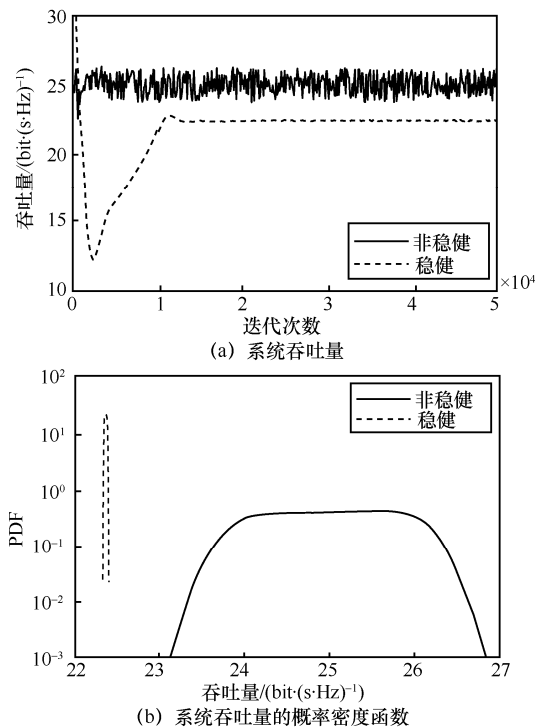 30
25
20
15
10
吞吐量/(bit·(s·Hz)⁻¹)
非稳健
稳健
0 1 2 3 4 5
×10⁴
迭代次数
(a) 系统吞吐量
10²
10¹
10⁰
10⁻¹
10⁻²
10⁻³
PDF
非稳健
稳健
22 23 24 25 26 27
吞吐量/(bit·(s·Hz)⁻¹)
(b) 系统吞吐量的概率密度函数